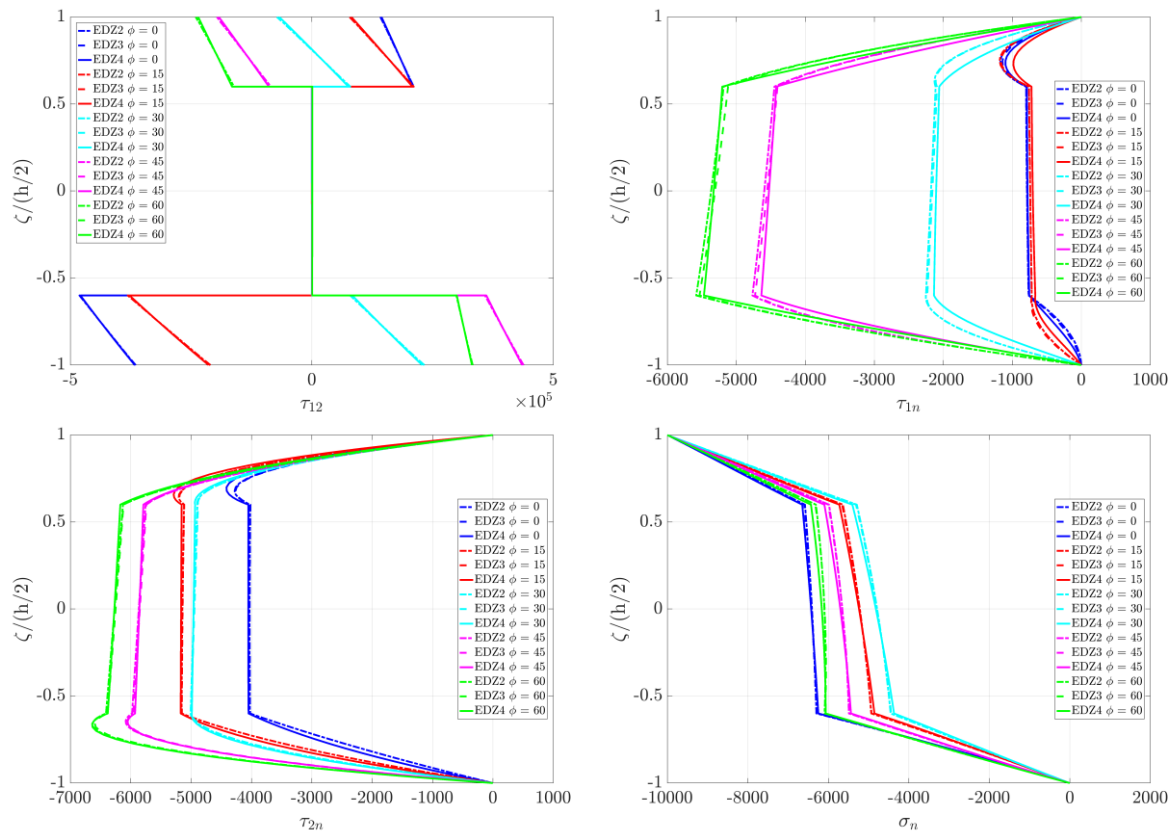 1
0.5
0
-0.5
-1
ζ/(h/2)
EDZ2 ϕ = 0
EDZ3 ϕ = 0
EDZ4 ϕ = 0
EDZ2 ϕ = 15
EDZ3 ϕ = 15
EDZ4 ϕ = 15
EDZ2 ϕ = 30
EDZ3 ϕ = 30
EDZ4 ϕ = 30
EDZ2 ϕ = 45
EDZ3 ϕ = 45
EDZ4 ϕ = 45
EDZ2 ϕ = 60
EDZ3 ϕ = 60
EDZ4 ϕ = 60
-5 0 5
×10⁵
τ₁₂
1
0.5
0
-0.5
-1
ζ/(h/2)
EDZ2 ϕ = 0
EDZ3 ϕ = 0
EDZ4 ϕ = 0
EDZ2 ϕ = 15
EDZ3 ϕ = 15
EDZ4 ϕ = 15
EDZ2 ϕ = 30
EDZ3 ϕ = 30
EDZ4 ϕ = 30
EDZ2 ϕ = 45
EDZ3 ϕ = 45
EDZ4 ϕ = 45
EDZ2 ϕ = 60
EDZ3 ϕ = 60
EDZ4 ϕ = 60
-6000 -5000 -4000 -3000 -2000 -1000 0 1000
τ₁ₙ
1
0.5
0
-0.5
-1
ζ/(h/2)
EDZ2 ϕ = 0
EDZ3 ϕ = 0
EDZ4 ϕ = 0
EDZ2 ϕ = 15
EDZ3 ϕ = 15
EDZ4 ϕ = 15
EDZ2 ϕ = 30
EDZ3 ϕ = 30
EDZ4 ϕ = 30
EDZ2 ϕ = 45
EDZ3 ϕ = 45
EDZ4 ϕ = 45
EDZ2 ϕ = 60
EDZ3 ϕ = 60
EDZ4 ϕ = 60
-7000 -6000 -5000 -4000 -3000 -2000 -1000 0 1000
τ₂ₙ
1
0.5
0
-0.5
-1
ζ/(h/2)
EDZ2 ϕ = 0
EDZ3 ϕ = 0
EDZ4 ϕ = 0
EDZ2 ϕ = 15
EDZ3 ϕ = 15
EDZ4 ϕ = 15
EDZ2 ϕ = 30
EDZ3 ϕ = 30
EDZ4 ϕ = 30
EDZ2 ϕ = 45
EDZ3 ϕ = 45
EDZ4 ϕ = 45
EDZ2 ϕ = 60
EDZ3 ϕ = 60
EDZ4 ϕ = 60
-10000 -8000 -6000 -4000 -2000 0 2000
σₙ